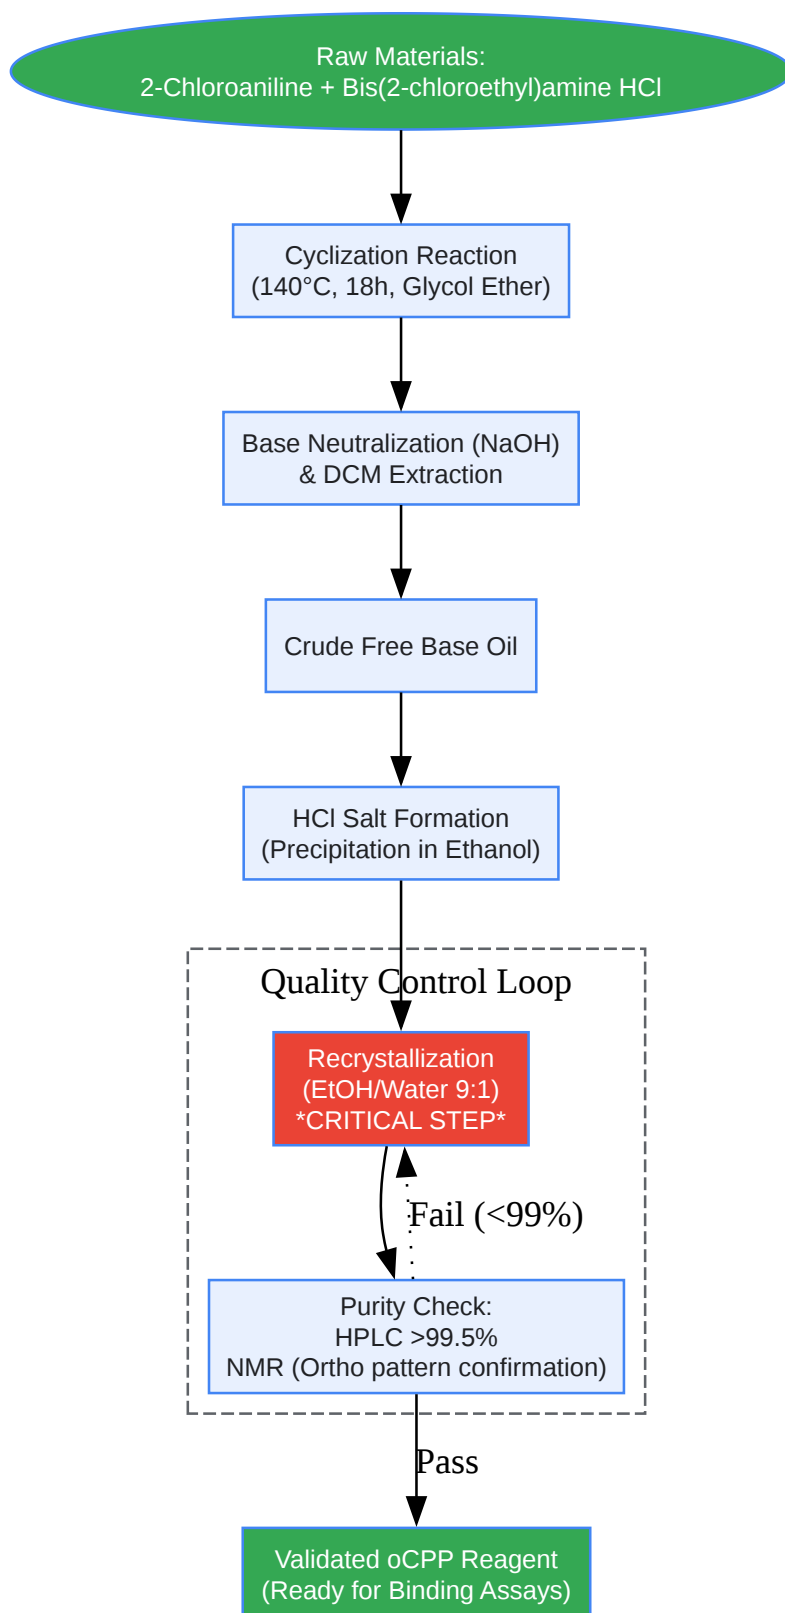 Raw Materials:
2-Chloroaniline + Bis(2-chloroethyl)amine HCl
Cyclization Reaction
(140°C, 18h, Glycol Ether)
Base Neutralization (NaOH)
& DCM Extraction
Crude Free Base Oil
HCl Salt Formation
(Precipitation in Ethanol)
Quality Control Loop
Recrystallization
(EtOH/Water 9:1)
*CRITICAL STEP*
Fail (<99%)
Purity Check:
HPLC >99.5%
NMR (Ortho pattern confirmation)
Pass
Validated oCPP Reagent
(Ready for Binding Assays)